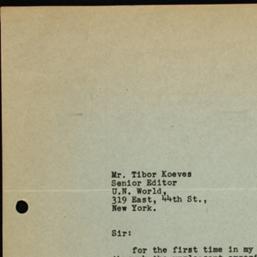 Mr. Tibor Koeves
Senior Editor
U.N. World,
319 East, 44th St.,
New York.
Sir:
for the first time in my